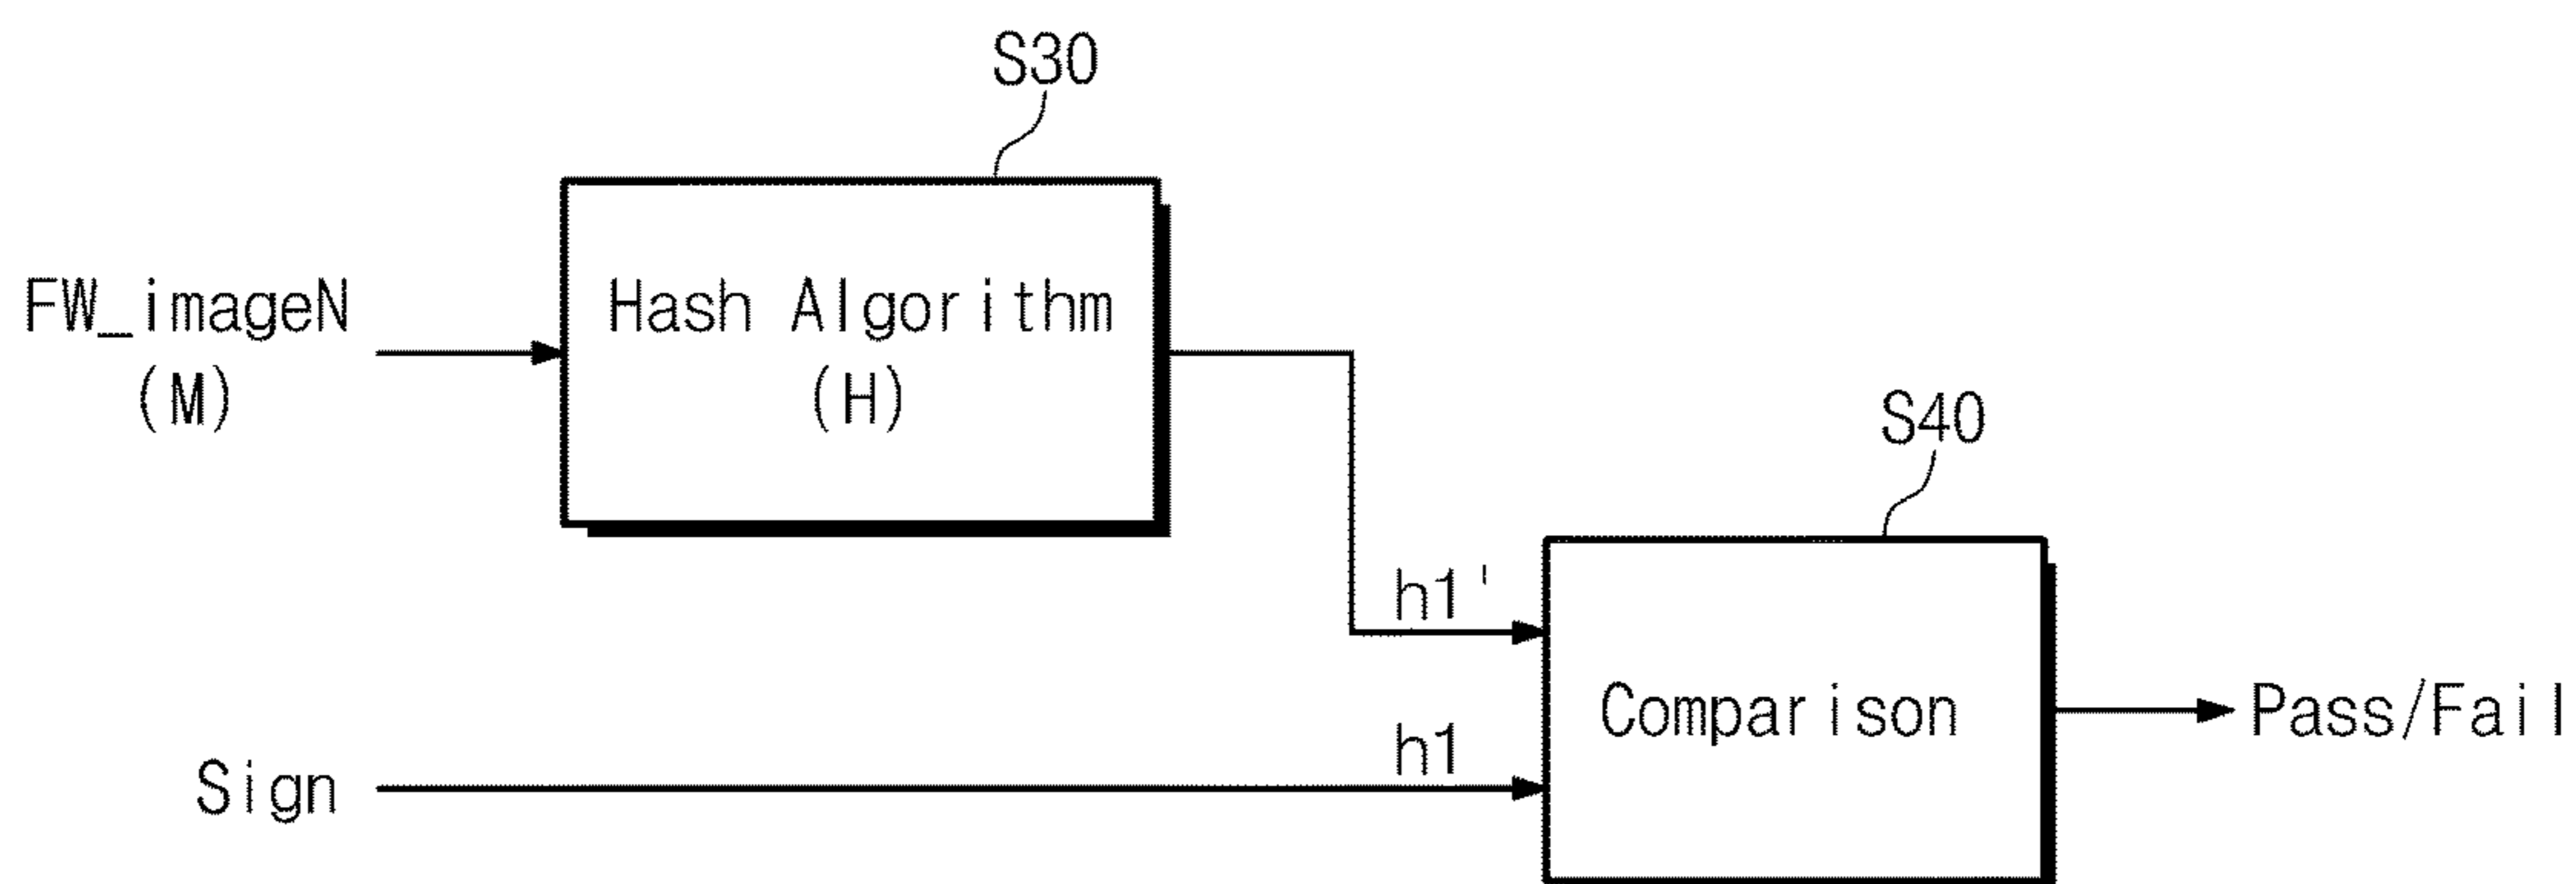 S30
FW_imageN
(M)
Hash Algorithm
(H)
S40
h1'
h1
Comparison
Pass/Fail
Sign